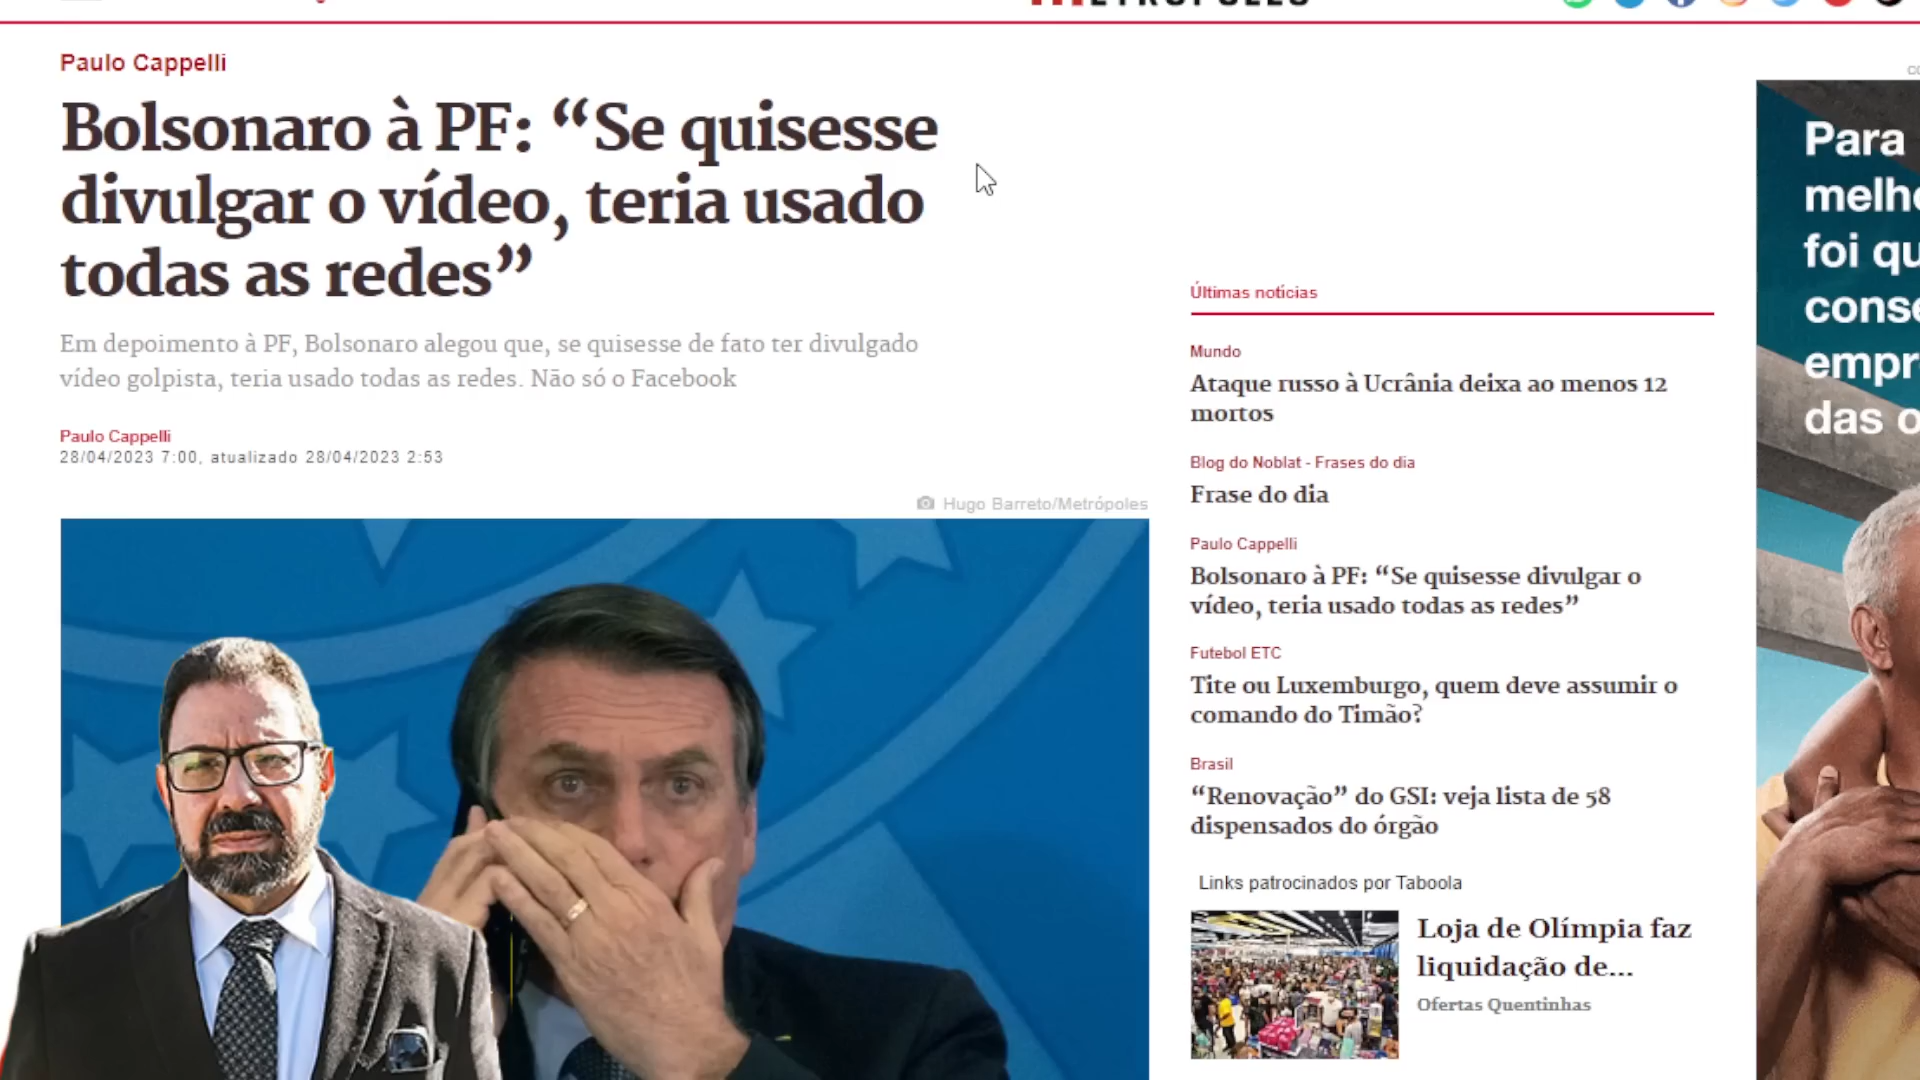 METRÓPOLES
Paulo Cappelli
Bolsonaro à PF: “Se quisesse
divulgar o vídeo, teria usado
todas as redes”
Em depoimento à PF, Bolsonaro alegou que, se quisesse de fato ter divulgado
vídeo golpista, teria usado todas as redes. Não só o Facebook
Paulo Cappelli
28/04/2023 7:00, atualizado 28/04/2023 2:53
Hugo Barreto/Metrópoles
Últimas notícias
Mundo
Ataque russo à Ucrânia deixa ao menos 12
mortos
Blog do Noblat - Frases do dia
Frase do dia
Paulo Cappelli
Bolsonaro à PF: “Se quisesse divulgar o
vídeo, teria usado todas as redes”
Futebol ETC
Tite ou Luxemburgo, quem deve assumir o
comando do Timão?
Brasil
“Renovação” do GSI: veja lista de 58
dispensados do órgão
Links patrocinados por Taboola
Loja de Olímpia faz
liquidação de...
Ofertas Quentinhas
Para
foi
das